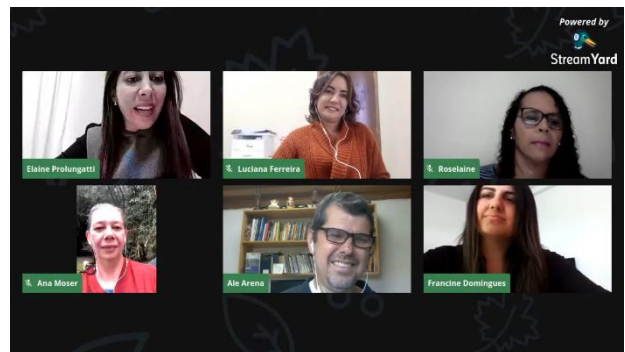 Powered by
StreamYard
Elaine Prolungatti
Luciana Ferreira
Roselaine
Ana Moser
Ale Arena
Francine Domingues